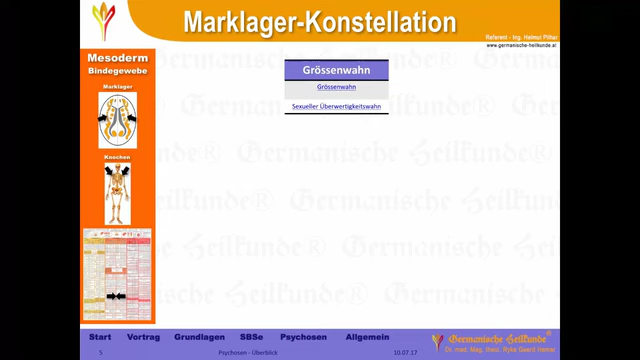 Marklager-Konstellation
Referent - Ing. Helmut Pilhar
www.germanische-heilkunde.at
Mesoderm
Bindegewebe
Marklager
Knochen
Grössenwahn
Grössenwahn
Sexueller Überwertigkeitswahn
Germanische Heilkunde®
Start Vortrag Grundlagen SBSe Psychosen Allgemein
5 Psychosen - Überblick 10.07.17
Germanische Heilkunde®
Dr. med. Mag. theol. Ryke Geerd Hamer